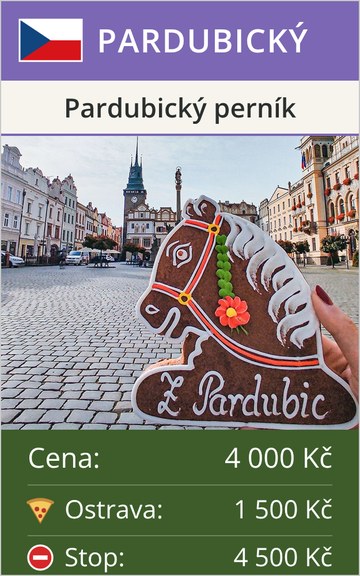 PARDUBICKÝ
Pardubický perník
Z Pardubic
Cena: 4 000 Kč
Ostrava: 1 500 Kč
Stop: 4 500 Kč